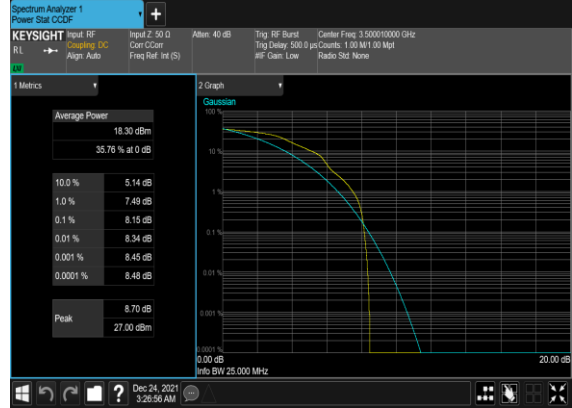 Spectrum Analyzer 1
Power Stat CCDF
+
KEYSIGHT
RL
Input: RF
Coupling: DC
Align: Auto
Input Z: 50 Ω
Corr CCorr
Freq Ref: Int (S)
Atten: 40 dB
Trig: RF Burst
Trig Delay: 500.0 µs
#IF Gain: Low
Center Freq: 3.500010000 GHz
Counts: 1.00 M/1.00 Mpt
Radio Std: None
1 Metrics
Average Power
18.30 dBm
35.76 % at 0 dB
10.0 % 5.14 dB
1.0 % 7.49 dB
0.1 % 8.15 dB
0.01 % 8.34 dB
0.001 % 8.45 dB
0.0001 % 8.48 dB
Peak
8.70 dB
27.00 dBm
2 Graph
Gaussian
100 %
10 %
1 %
0.1 %
0.01 %
0.001 %
0.0001 %
0.00 dB
20.00 dB
Info BW 25.000 MHz
?
Dec 24, 2021
3:26:56 AM